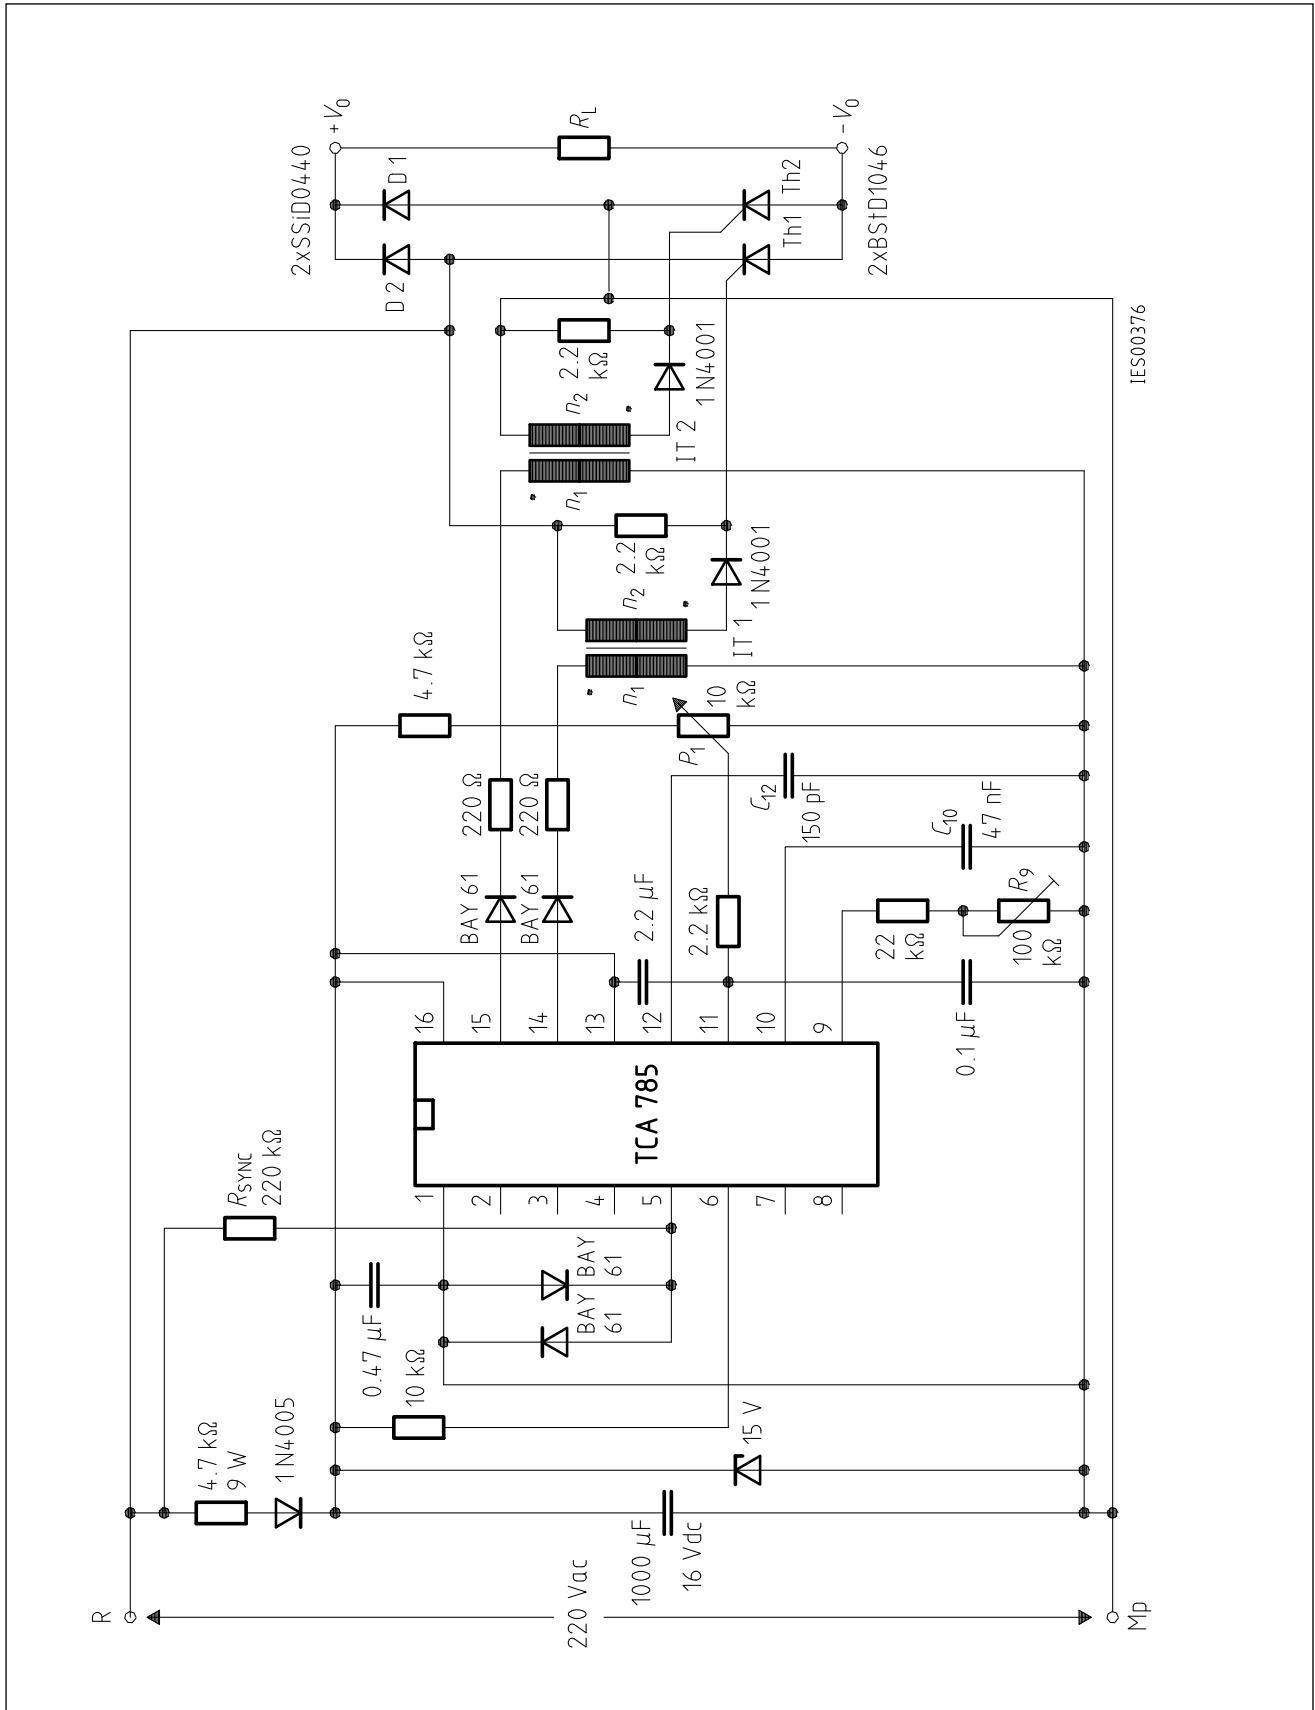 2xSSiD0440
+V0
D1
D2
RL
Th2
Th1
-V0
2xBStD1046
2.2
kΩ
1N4001
n2
n1
IT 2
2.2
kΩ
1N4001
n2
n1
IT 1
4.7 kΩ
10
kΩ
P1
220 Ω
220 Ω
BAY 61
BAY 61
2.2 µF
2.2 kΩ
C12
150 pF
C10
47 nF
22
kΩ
R9
100
kΩ
0.1 µF
16
15
14
13
12
11
10
9
TCA 785
1
2
3
4
5
6
7
8
RSYNC
220 kΩ
0.47 µF
BAY
61
BAY
61
10 kΩ
15 V
4.7 kΩ
9 W
1N4005
1000 µF
16 Vdc
220 Vac
R
Mp
IES00376